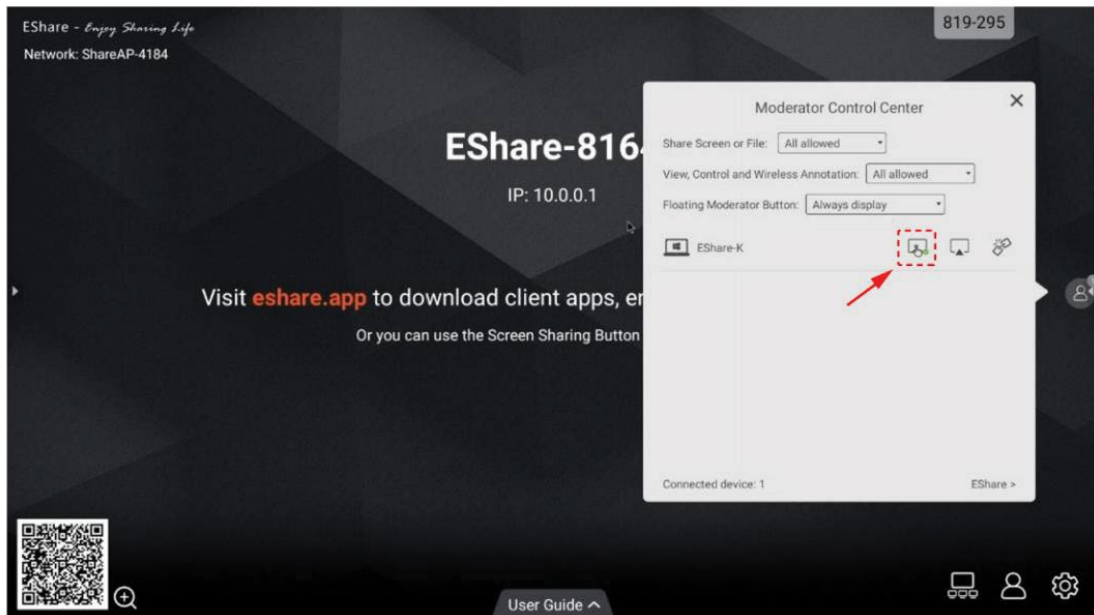 EShare - Enjoy Sharing Life
819-295
Network: ShareAP-4184
EShare-816
IP: 10.0.0.1
Visit eshare.app to download client apps, er
Or you can use the Screen Sharing Button
Moderator Control Center
Share Screen or File: All allowed
View, Control and Wireless Annotation: All allowed
Floating Moderator Button: Always display
EShare-K
Connected device: 1
EShare >
User Guide